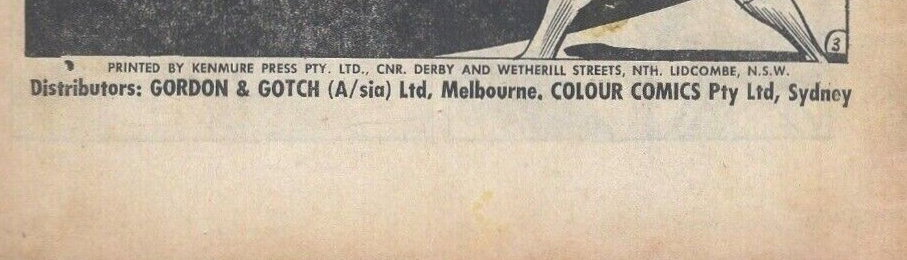 3
PRINTED BY KENMURE PRESS PTY. LTD., CNR. DERBY AND WETHERILL STREETS, NTH. LIDCOMBE, N.S.W.
Distributors: GORDON & GOTCH (A/sia) Ltd, Melbourne. COLOUR COMICS Pty Ltd, Sydney